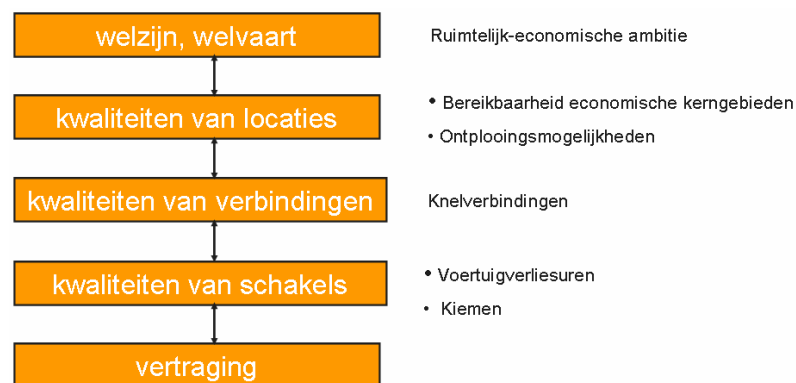 welzijn, welvaart
Ruimtelijk-economische ambitie
kwaliteiten van locaties
• Bereikbaarheid economische kerngebieden
• Ontplooingsmogelijkheden
kwaliteiten van verbindingen
Knelverbindingen
kwaliteiten van schakels
• Voertuigverliesuren
• Kiemen
vertraging